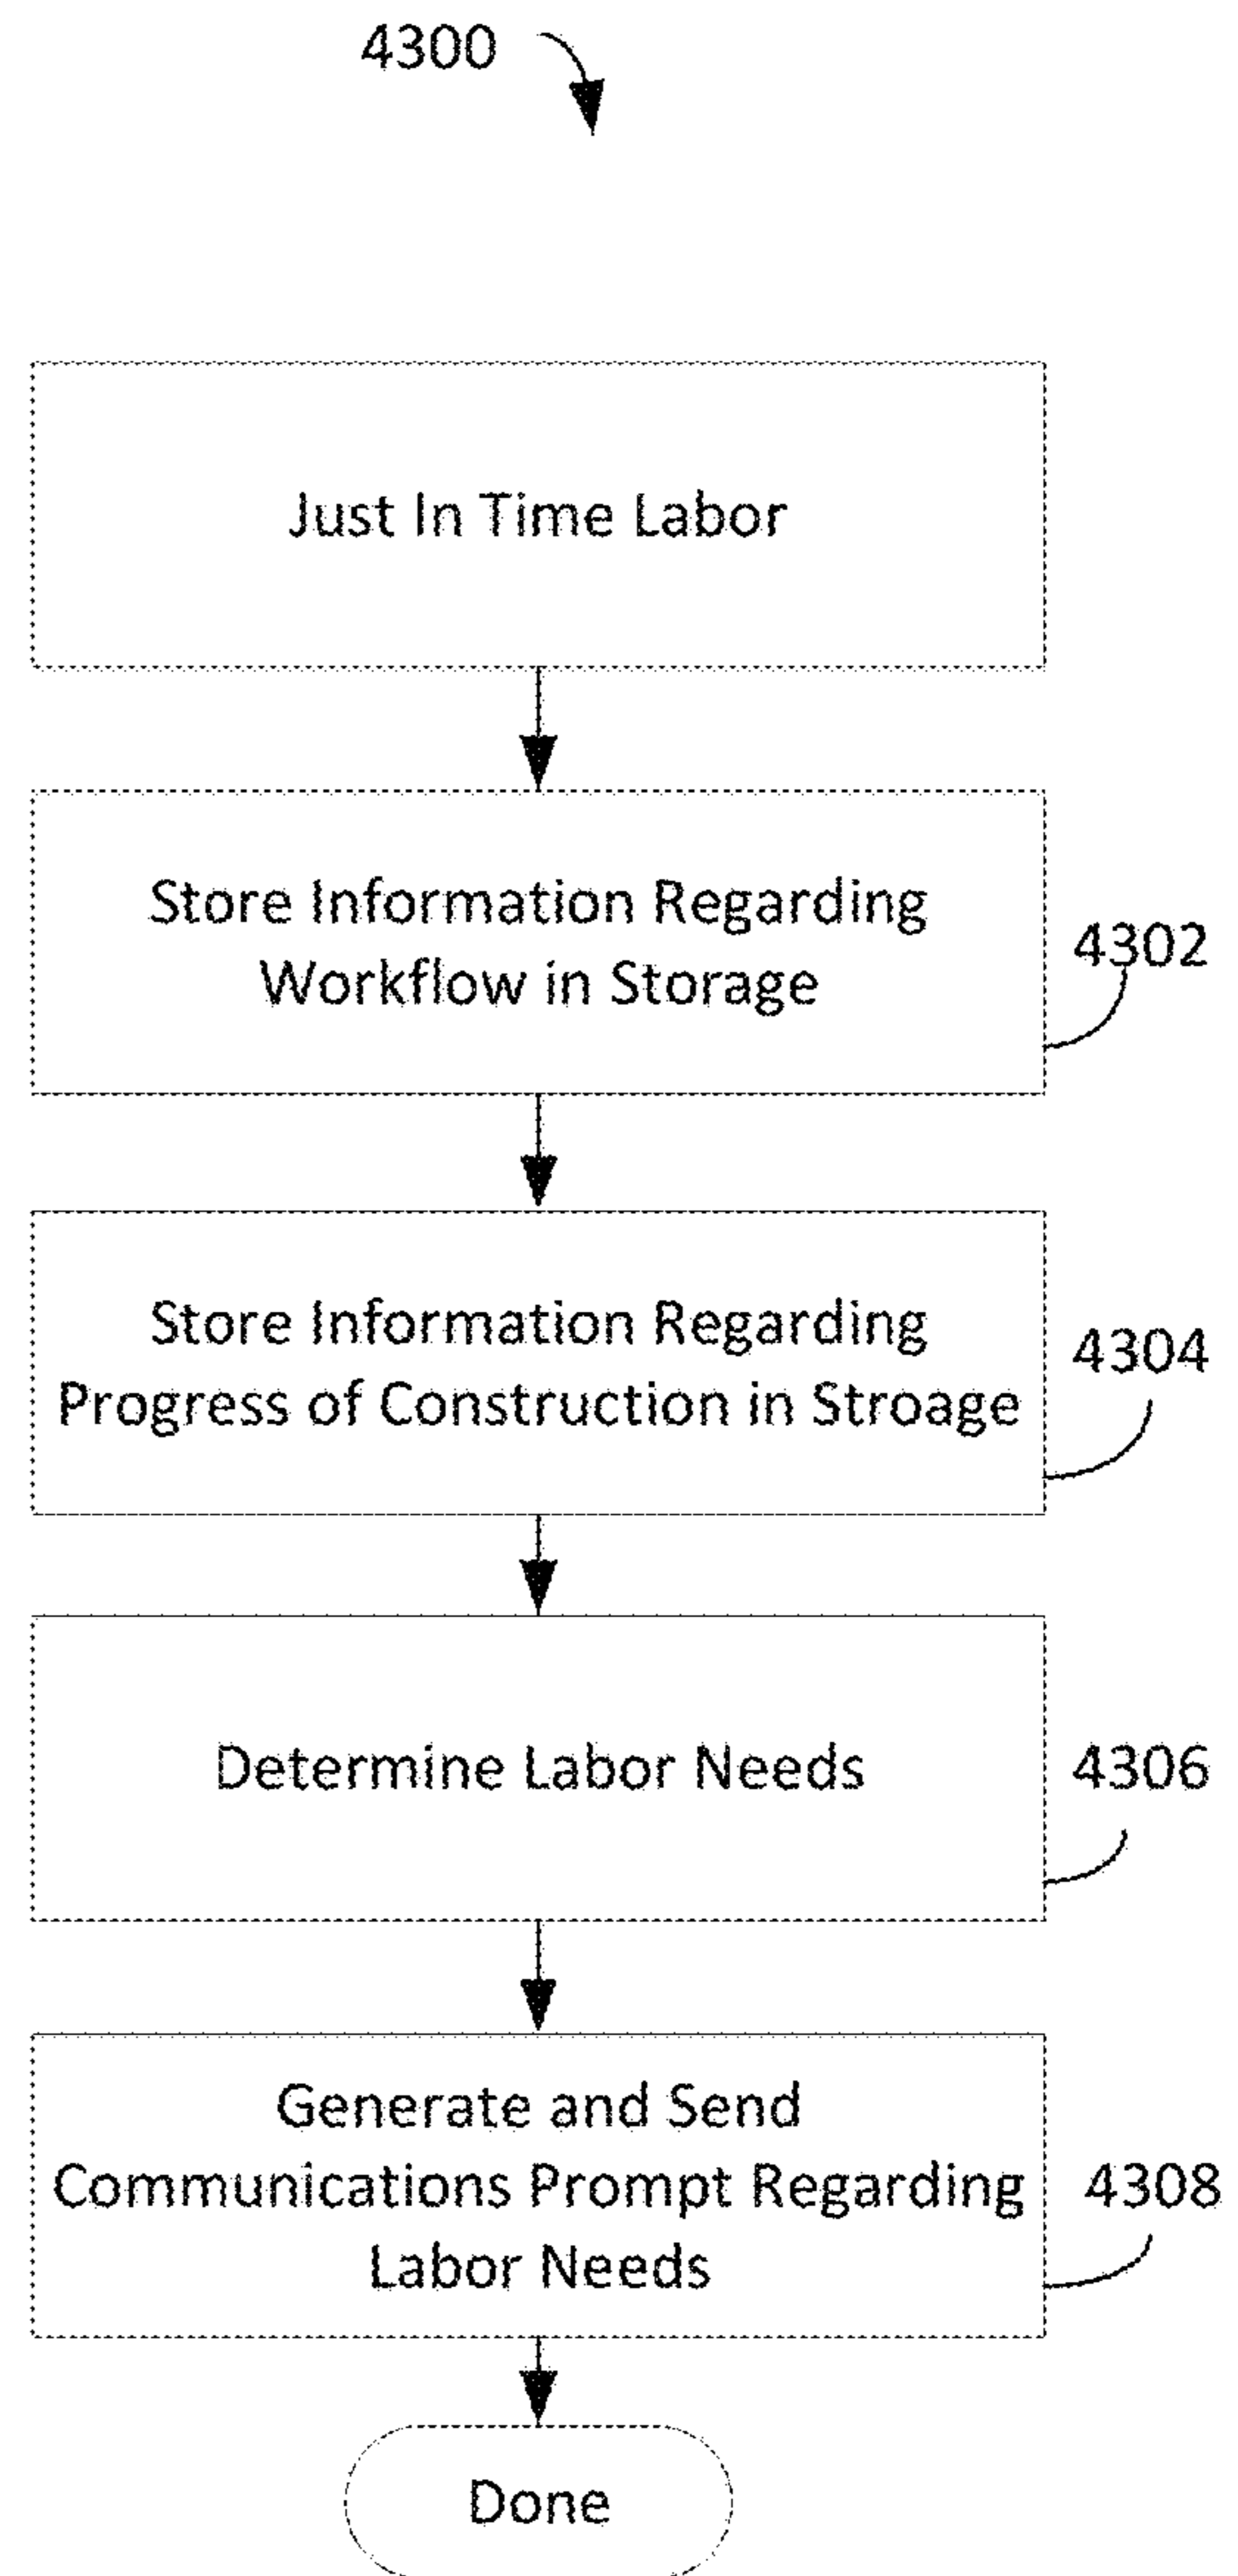 4300
Just In Time Labor
Store Information Regarding
Workflow in Storage
4302
Store Information Regarding
Progress of Construction in Stroage
4304
Determine Labor Needs
4306
Generate and Send
Communications Prompt Regarding
Labor Needs
4308
Done